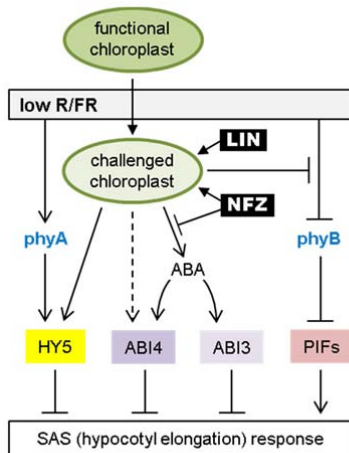 functional
chloroplast
low R/FR
LIN
challenged
chloroplast
NFZ
phyA
phyB
ABA
HY5
ABI4
ABI3
PIFs
SAS (hypocotyl elongation) response